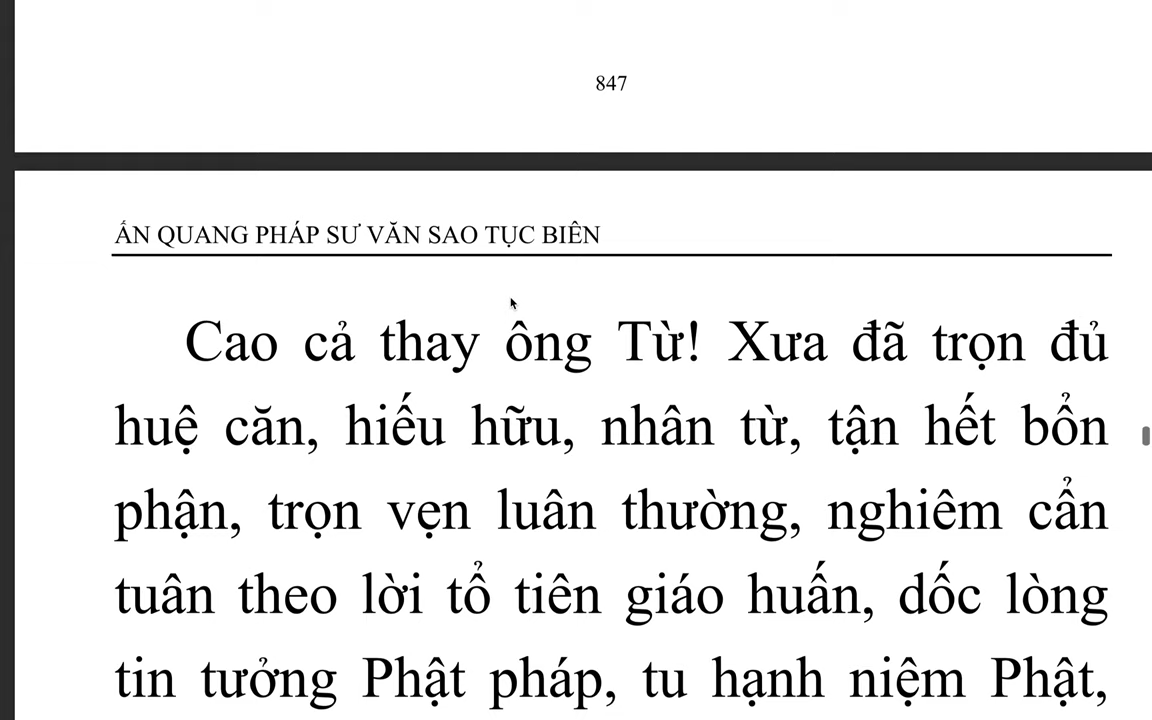 847
ẤN QUANG PHÁP SƯ VĂN SAO TỤC BIÊN
Cao cả thay ông Từ! Xưa đã trọn đủ
huệ căn, hiếu hữu, nhân từ, tận hết bổn
phận, trọn vẹn luân thường, nghiêm cẩn
tuân theo lời tổ tiên giáo huấn, dốc lòng
tin tưởng Phật pháp, tu hạnh niệm Phật,